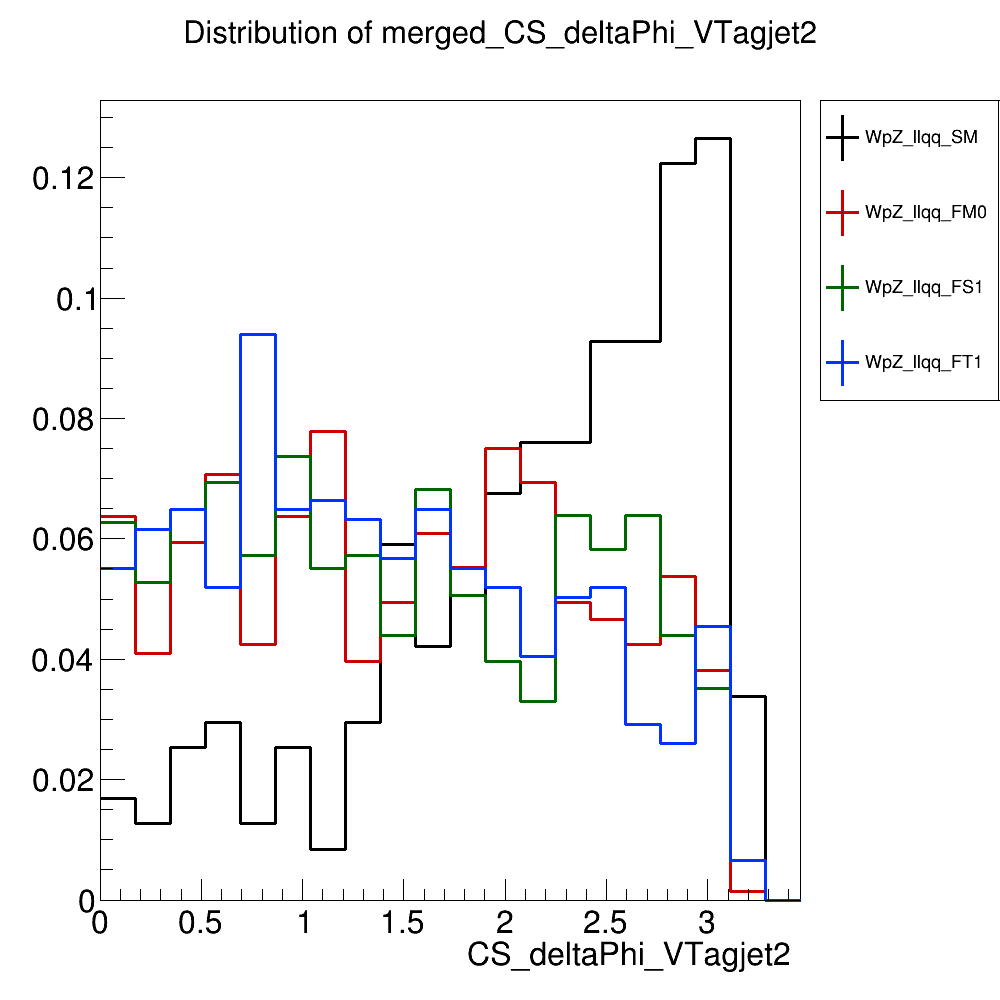 Distribution of merged_CS_deltaPhi_VTagjet2
WpZ_llqq_SM
WpZ_llqq_FM0
WpZ_llqq_FS1
WpZ_llqq_FT1
0.12
0.1
0.08
0.06
0.04
0.02
0
0 0.5 1 1.5 2 2.5 3
CS_deltaPhi_VTagjet2